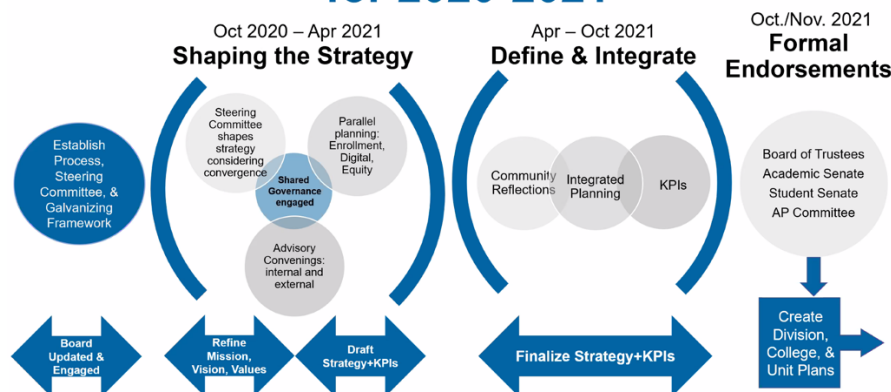 Oct 2020 – Apr 2021
Shaping the Strategy
Apr – Oct 2021
Define & Integrate
Oct./Nov. 2021
Formal
Endorsements
Establish
Process,
Steering
Committee, &
Galvanizing
Framework
Steering
Committee
shapes
strategy
considering
convergence
Parallel
planning:
Enrollment,
Digital,
Equity
Shared
Governance
engaged
Advisory
Convenings:
internal and
external
Community
Reflections
Integrated
Planning
KPIs
Board of Trustees
Academic Senate
Student Senate
AP Committee
Board
Updated &
Engaged
Refine
Mission,
Vision, Values
Draft
Strategy+KPIs
Finalize Strategy+KPIs
Create
Division,
College, &
Unit Plans